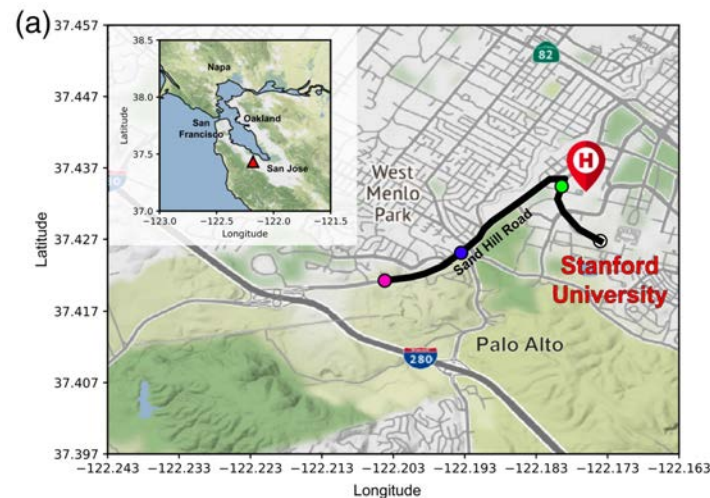 (a)
37.457
37.447
37.437
37.427
37.417
37.407
37.397
Latitude
38.5
38.0
37.5
37.0
Latitude
Napa
Oakland
San
Francisco
San Jose
−123.0
−122.5
−122.0
−121.5
Longitude
82
H
West
Menlo
Park
Sand Hill Road
Stanford
University
Palo Alto
280
−122.243
−122.233
−122.223
−122.213
−122.203
−122.193
−122.183
−122.173
−122.163
Longitude